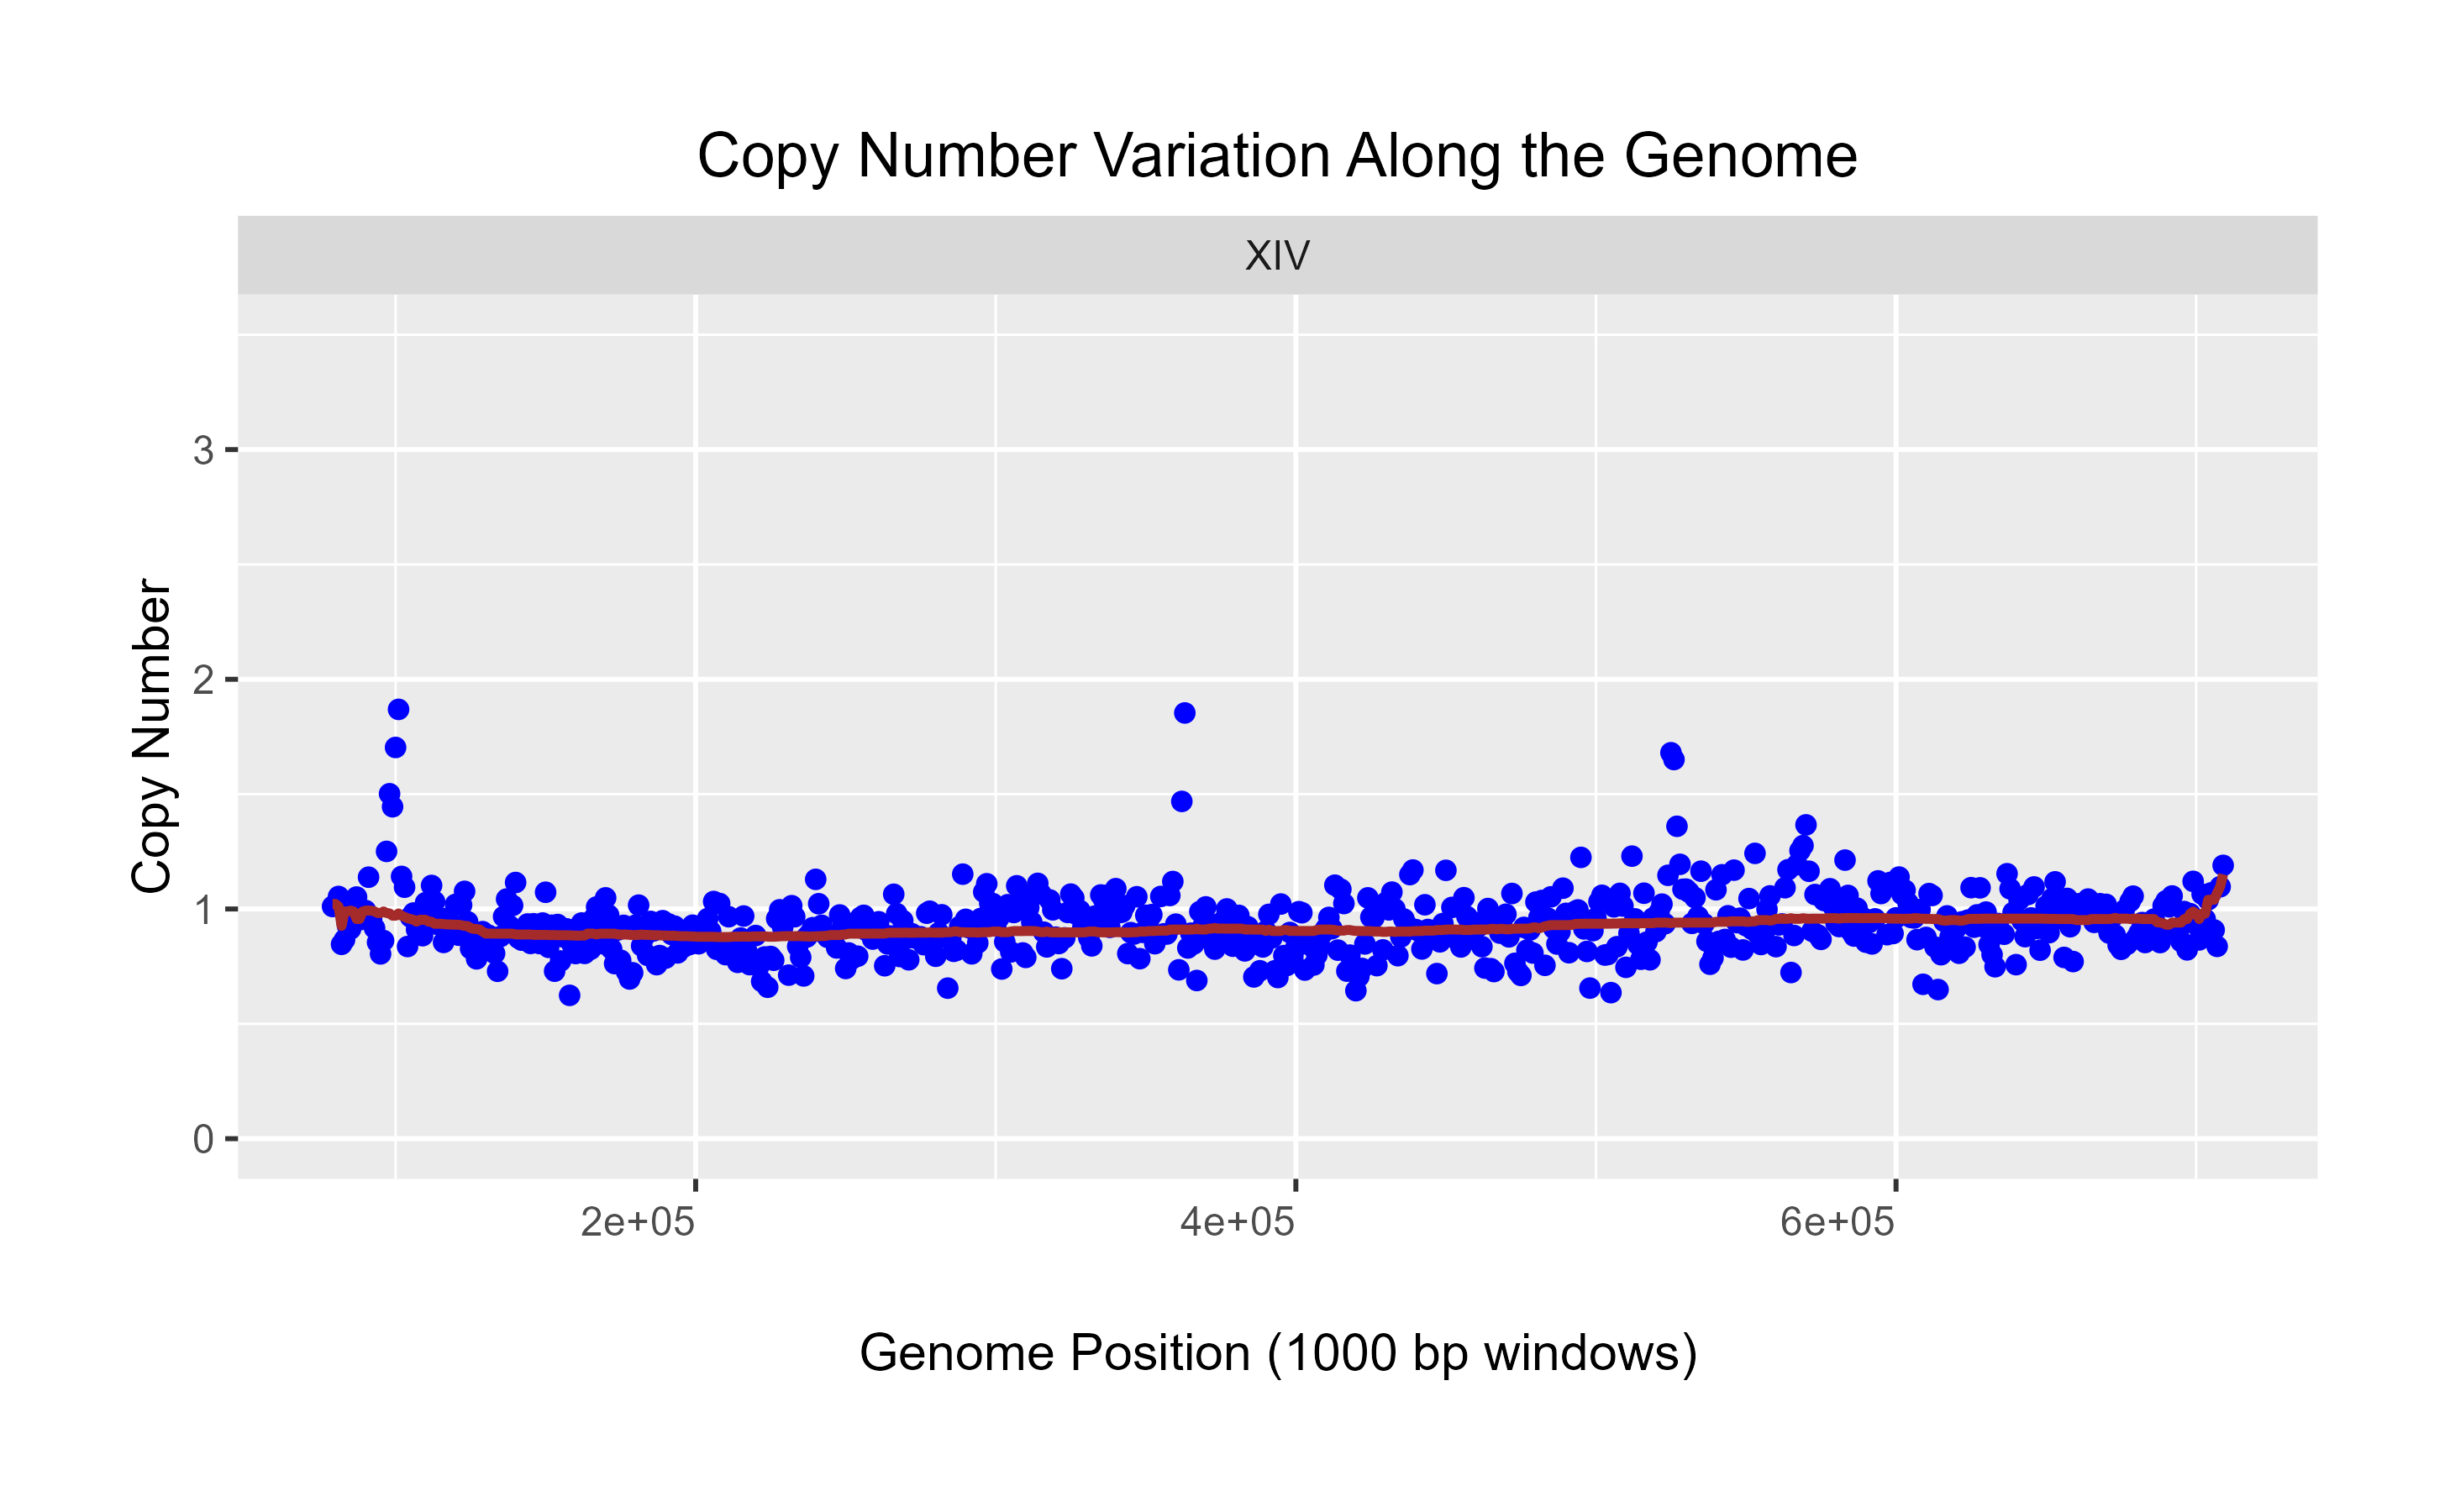 Copy Number Variation Along the Genome
XIV
Copy Number
3
2
1
0
2e+05
4e+05
6e+05
Genome Position (1000 bp windows)